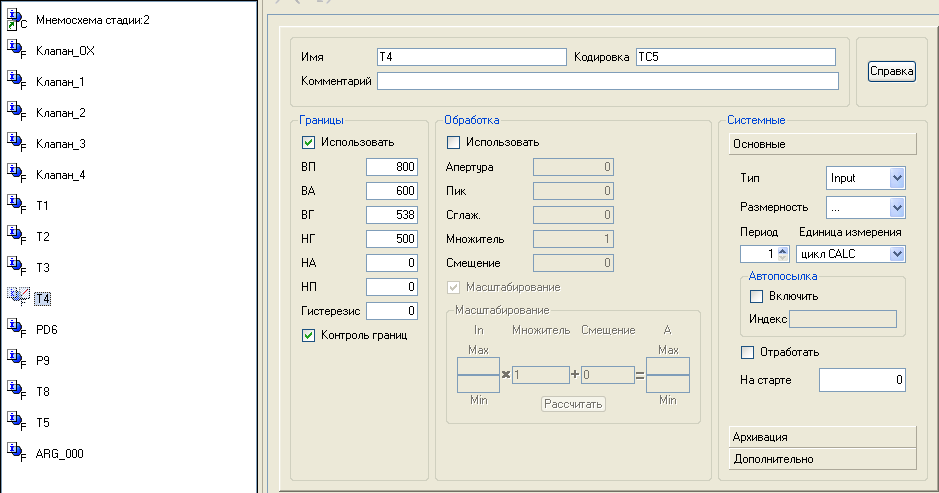 Мнемосхема стадии:2
Клапан_OX
Клапан_1
Клапан_2
Клапан_3
Клапан_4
T1
T2
T3
T4
PD6
P9
T8
T5
ARG_000
Имя T4 Кодировка TC5
Комментарий
Справка
Границы
Использовать
ВП 800
ВА 600
ВГ 538
НГ 500
НА 0
НП 0
Гистерезис 0
Контроль границ
Обработка
Использовать
Апертура 0
Пик 0
Сглаж. 0
Множитель 1
Смещение 0
Масштабирование
Масштабирование
In Множитель Смещение A
Max Max
× 1 + 0 =
Min Min
Рассчитать
Системные
Основные
Тип Input
Размерность ...
Период Единица измерения
1 цикл CALC
Автопосылка
Включить
Индекс
Отработать
На старте 0
Архивация
Дополнительно